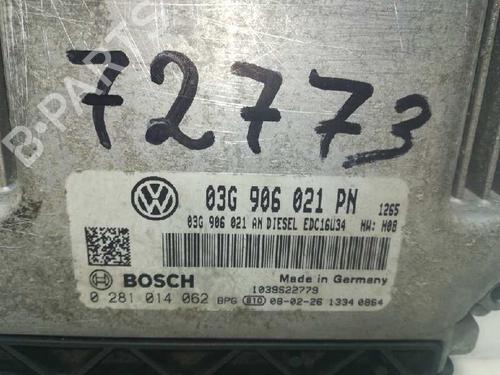 B-PARTS
72773
03G 906 021 PN 1265
03G 906 021 AN DIESEL EDC16U34 HW: H08
BOSCH
Made in Germany
1039S22779
0 281 014 062 BPG 81C 08-02-26 1334 0864